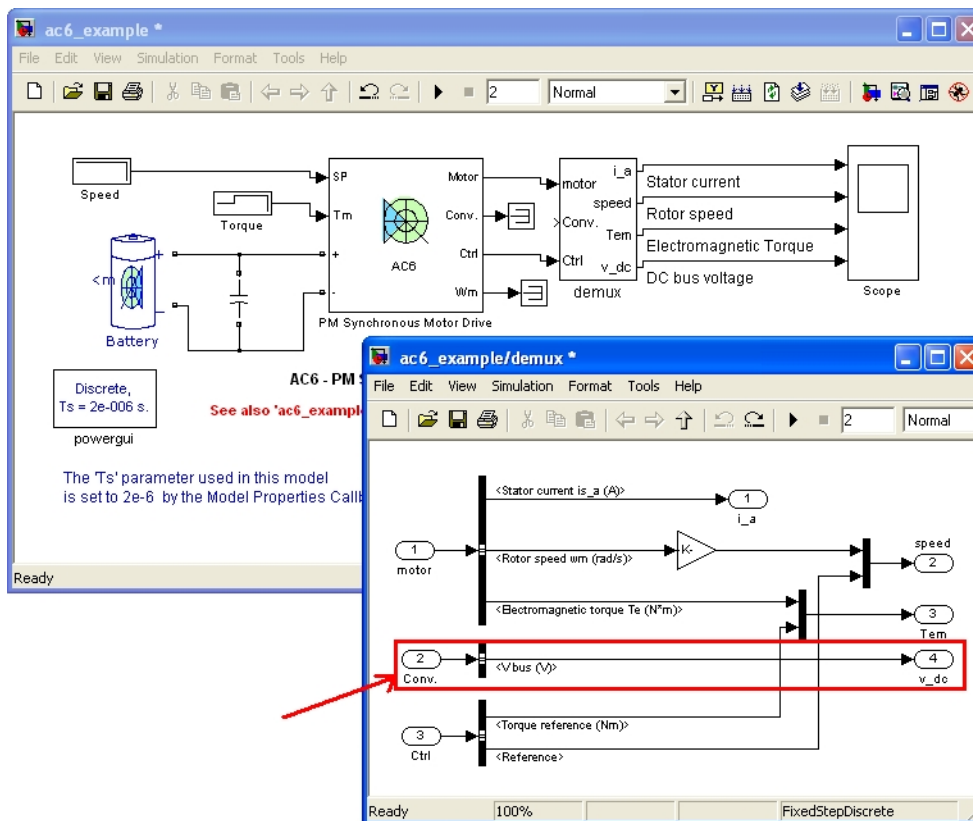 ac6_example *
File Edit View Simulation Format Tools Help
2 Normal
Speed
Torque
<m
+
-
Battery
SP
Tm
+
-
Motor
Conv.
Ctrl
Wm
AC6
PM Synchronous Motor Drive
motor
Conv.
Ctrl
i_a
speed
Tem
v_dc
demux
Stator current
Rotor speed
Electromagnetic Torque
DC bus voltage
Scope
Discrete,
Ts = 2e-006 s.
powergui
AC6 - PM S
See also 'ac6_example
The 'Ts' parameter used in this model
is set to 2e-6 by the Model Properties Callb
Ready
ac6_example/demux *
File Edit View Simulation Format Tools Help
2 Normal
1
motor
<Stator current is_a (A)>
1
i_a
<Rotor speed wm (rad/s)>
K-
speed
2
<Electromagnetic torque Te (N*m)>
3
Tem
2
Conv.
<Vbus (V)>
4
v_dc
3
Ctrl
<Torque reference (Nm)>
<Reference>
Ready 100% FixedStepDiscrete